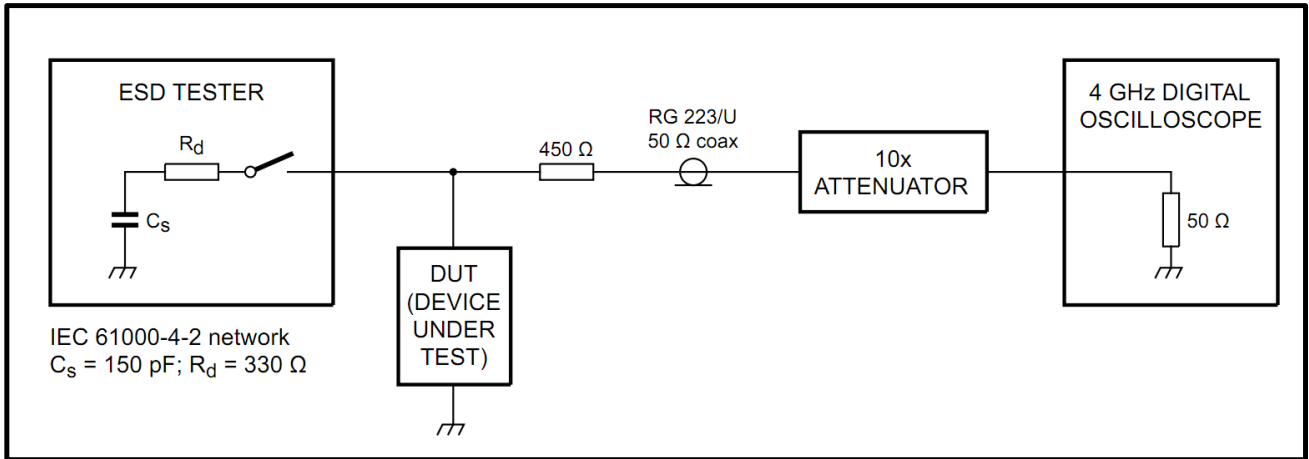 ESD TESTER
Rd
Cs
IEC 61000-4-2 network
Cs = 150 pF; Rd = 330 Ω
450 Ω
RG 223/U
50 Ω coax
DUT
(DEVICE
UNDER
TEST)
10x
ATTENUATOR
4 GHz DIGITAL
OSCILLOSCOPE
50 Ω